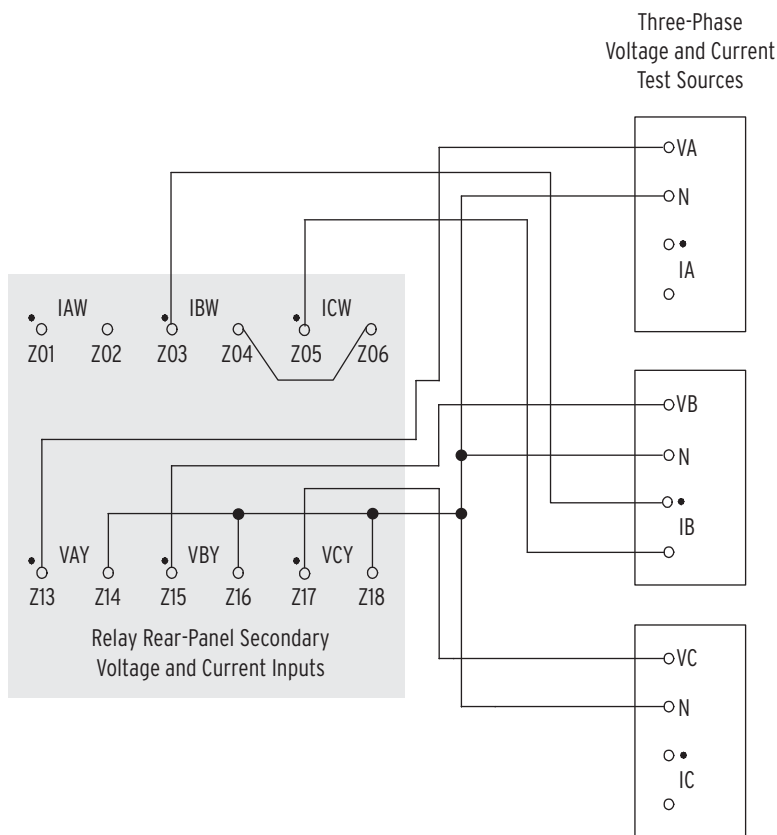 Three-Phase
Voltage and Current
Test Sources
VA
N
IA
IAW IBW ICW
Z01 Z02 Z03 Z04 Z05 Z06
VB
N
IB
VAY VBY VCY
Z13 Z14 Z15 Z16 Z17 Z18
Relay Rear-Panel Secondary
Voltage and Current Inputs
VC
N
IC